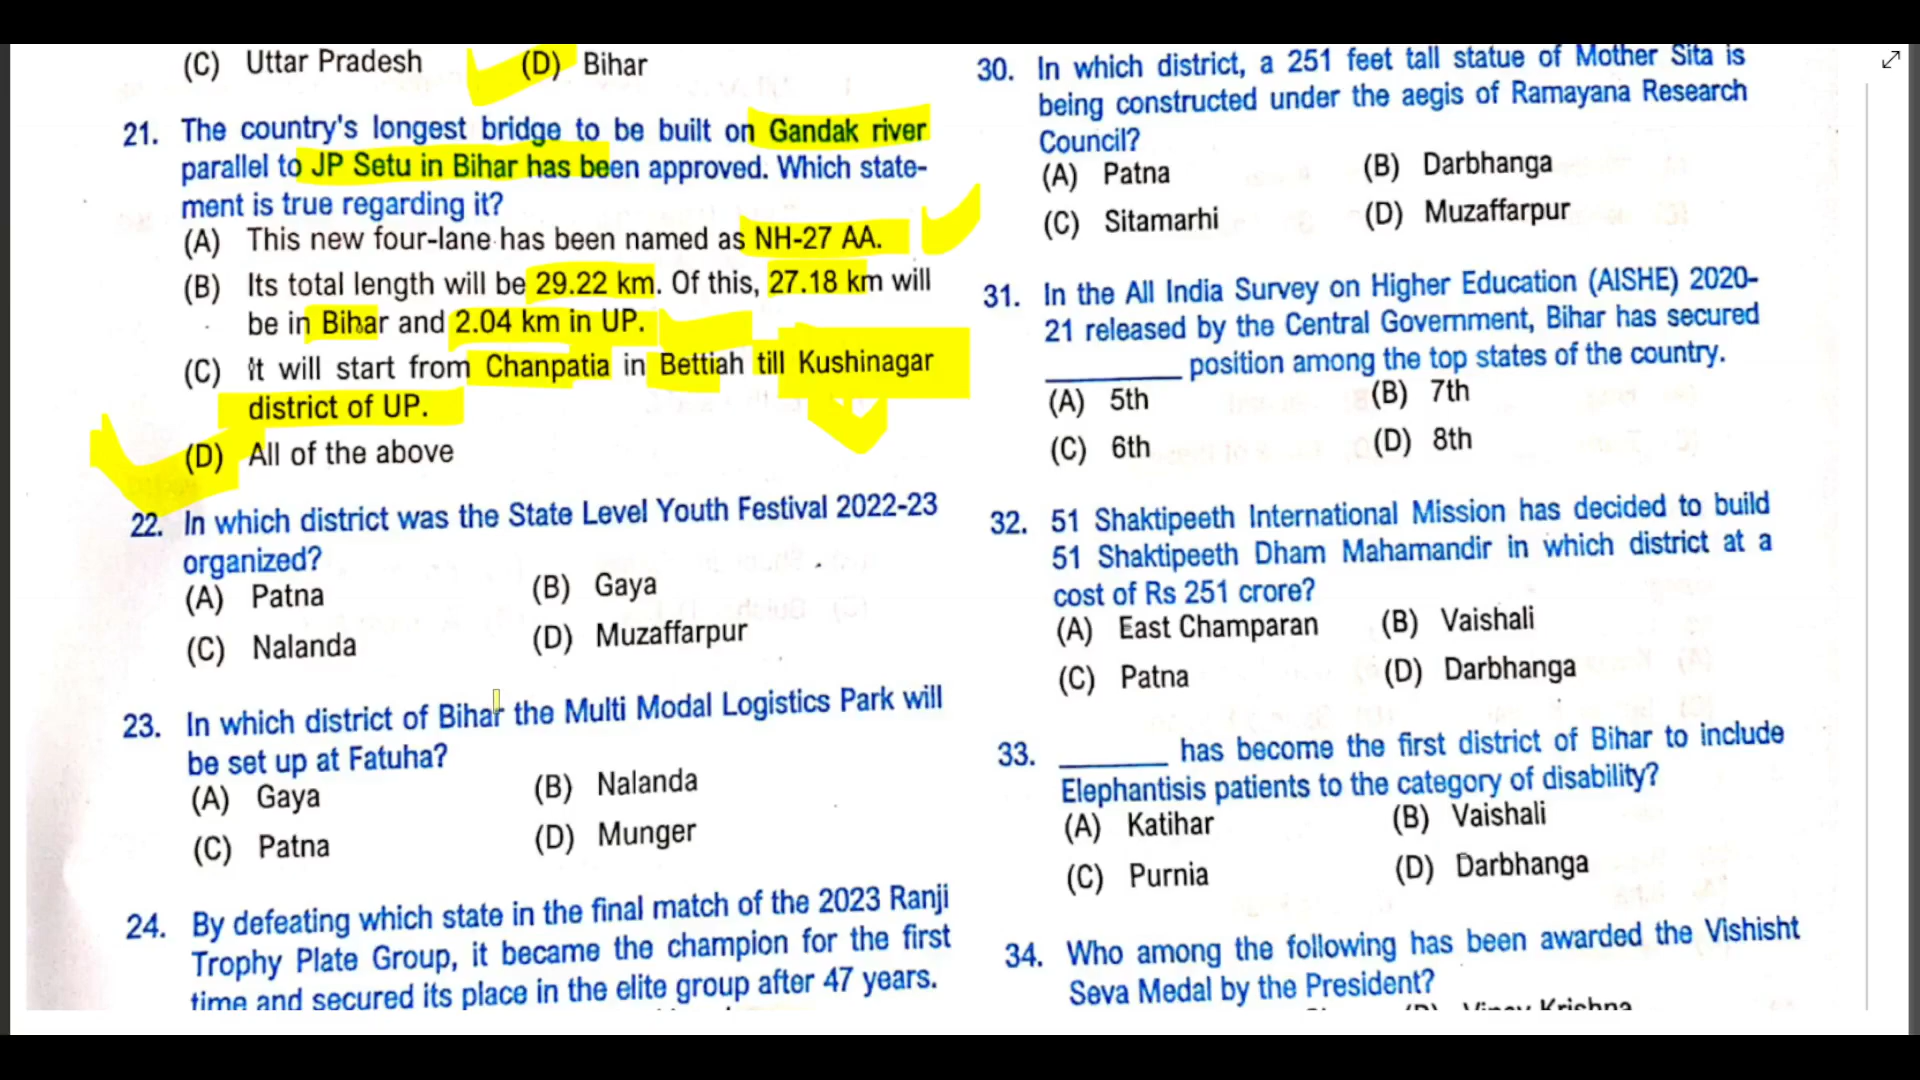 (C) Uttar Pradesh (D) Bihar
21. The country's longest bridge to be built on Gandak river
parallel to JP Setu in Bihar has been approved. Which state-
ment is true regarding it?
(A) This new four-lane has been named as NH-27 AA.
(B) Its total length will be 29.22 km. Of this, 27.18 km will
be in Bihar and 2.04 km in UP.
(C) It will start from Chanpatia in Bettiah till Kushinagar
district of UP.
(D) All of the above
22. In which district was the State Level Youth Festival 2022-23
organized?
(A) Patna (B) Gaya
(C) Nalanda (D) Muzaffarpur
23. In which district of Bihar the Multi Modal Logistics Park will
be set up at Fatuha?
(A) Gaya (B) Nalanda
(C) Patna (D) Munger
24. By defeating which state in the final match of the 2023 Ranji
Trophy Plate Group, it became the champion for the first
time and secured its place in the elite group after 47 years.
30. In which district, a 251 feet tall statue of Mother Sita is
being constructed under the aegis of Ramayana Research
Council?
(A) Patna (B) Darbhanga
(C) Sitamarhi (D) Muzaffarpur
31. In the All India Survey on Higher Education (AISHE) 2020-
21 released by the Central Government, Bihar has secured
________ position among the top states of the country.
(A) 5th (B) 7th
(C) 6th (D) 8th
32. 51 Shaktipeeth International Mission has decided to build
51 Shaktipeeth Dham Mahamandir in which district at a
cost of Rs 251 crore?
(A) East Champaran (B) Vaishali
(C) Patna (D) Darbhanga
33. ________ has become the first district of Bihar to include
Elephantisis patients to the category of disability?
(A) Katihar (B) Vaishali
(C) Purnia (D) Darbhanga
34. Who among the following has been awarded the Vishisht
Seva Medal by the President?
Krishna